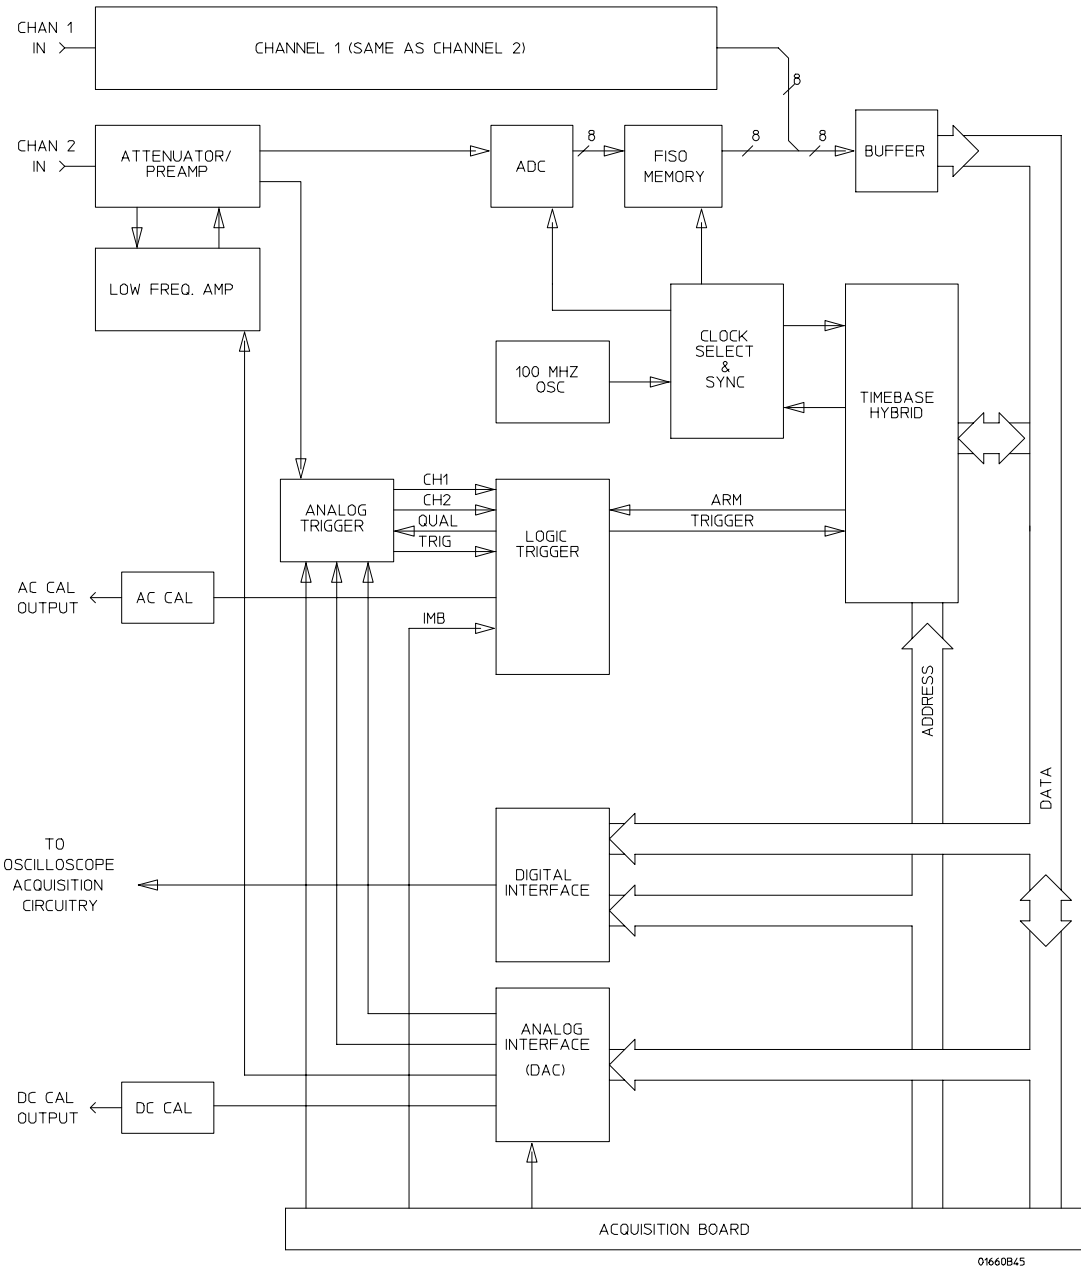 CHAN 1
IN
CHANNEL 1 (SAME AS CHANNEL 2)
8
CHAN 2
IN
ATTENUATOR/
PREAMP
ADC
8
FISO
MEMORY
8
8
BUFFER
LOW FREQ. AMP
100 MHZ
OSC
CLOCK
SELECT
&
SYNC
TIMEBASE
HYBRID
ANALOG
TRIGGER
CH1
CH2
QUAL
TRIG
LOGIC
TRIGGER
ARM
TRIGGER
AC CAL
OUTPUT
AC CAL
IMB
ADDRESS
DATA
TO
OSCILLOSCOPE
ACQUISITION
CIRCUITRY
DIGITAL
INTERFACE
ANALOG
INTERFACE
(DAC)
DC CAL
OUTPUT
DC CAL
ACQUISITION BOARD
01660B45